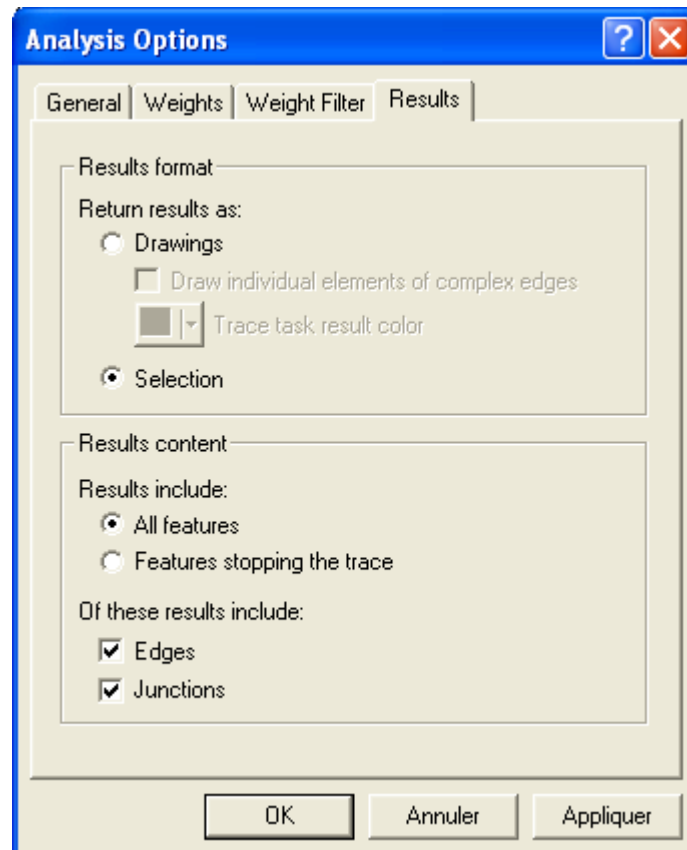 Analysis Options
General Weights Weight Filter Results
Results format
Return results as:
Drawings
Draw individual elements of complex edges
Trace task result color
Selection
Results content
Results include:
All features
Features stopping the trace
Of these results include:
Edges
Junctions
OK Annuler Appliquer